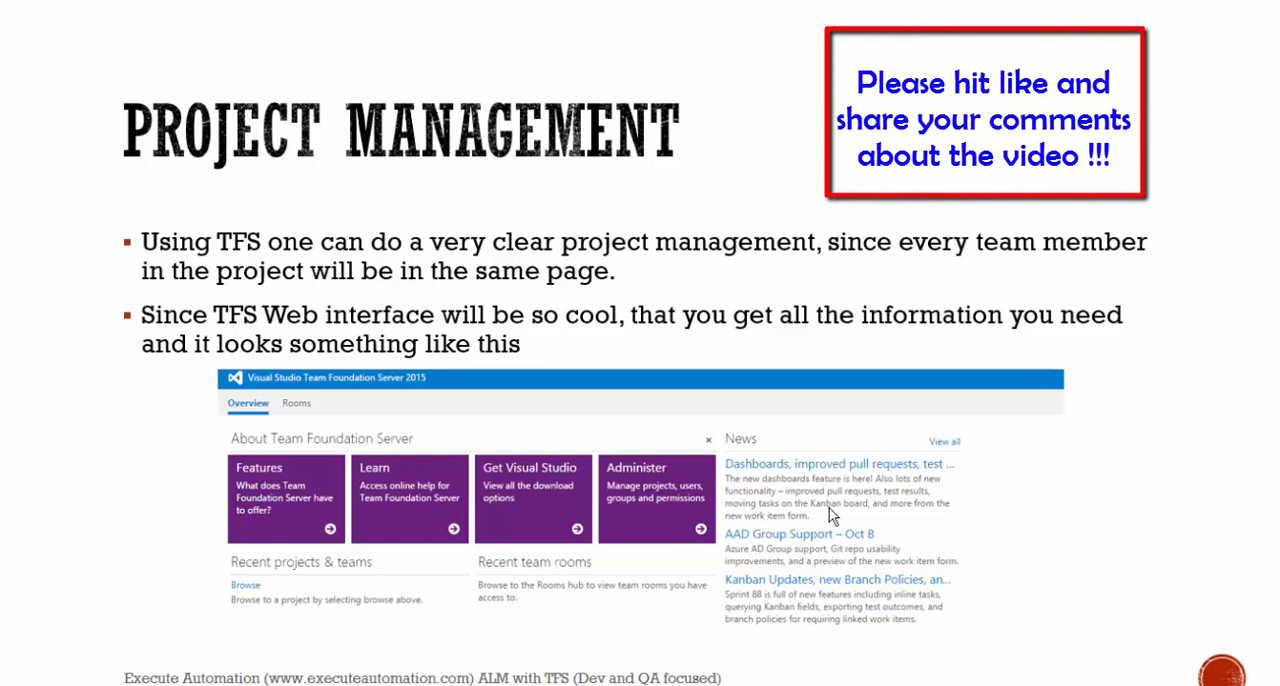 Please hit like and
share your comments
about the video !!!
PROJECT MANAGEMENT
Using TFS one can do a very clear project management, since every team member
in the project will be in the same page.
Since TFS Web interface will be so cool, that you get all the information you need
and it looks something like this
Visual Studio Team Foundation Server 2015
Overview Rooms
About Team Foundation Server
Features
What does Team
Foundation Server have
to offer?
Learn
Access online help for
Team Foundation Server
Get Visual Studio
View all the download
options
Administer
Manage projects, users,
groups and permissions
Recent projects & teams
Browse
Browse to a project by selecting browse above.
Recent team rooms
Browse to the Rooms hub to view team rooms you have
access to.
News View all
Dashboards, improved pull requests, test ...
The new dashboards feature is here! Also lots of new
functionality – improved pull requests, test results,
moving tasks on the Kanban board, and more from the
new work item form.
AAD Group Support – Oct 8
Azure AD Group support, Git repo usability
improvements, and a preview of the new work item form.
Kanban Updates, new Branch Policies, an...
Sprint 88 is full of new features including inline tasks,
querying Kanban fields, exporting test outcomes, and
branch policies for requiring linked work items.
Execute Automation (www.executeautomation.com) ALM with TFS (Dev and QA focused)